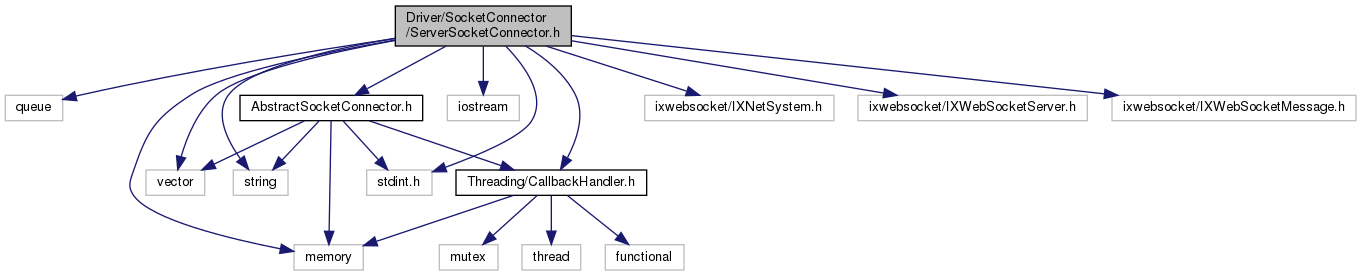 Driver/SocketConnector
/ServerSocketConnector.h
queue
AbstractSocketConnector.h
iostream
ixwebsocket/IXNetSystem.h
ixwebsocket/IXWebSocketServer.h
ixwebsocket/IXWebSocketMessage.h
vector
string
stdint.h
Threading/CallbackHandler.h
memory
mutex
thread
functional